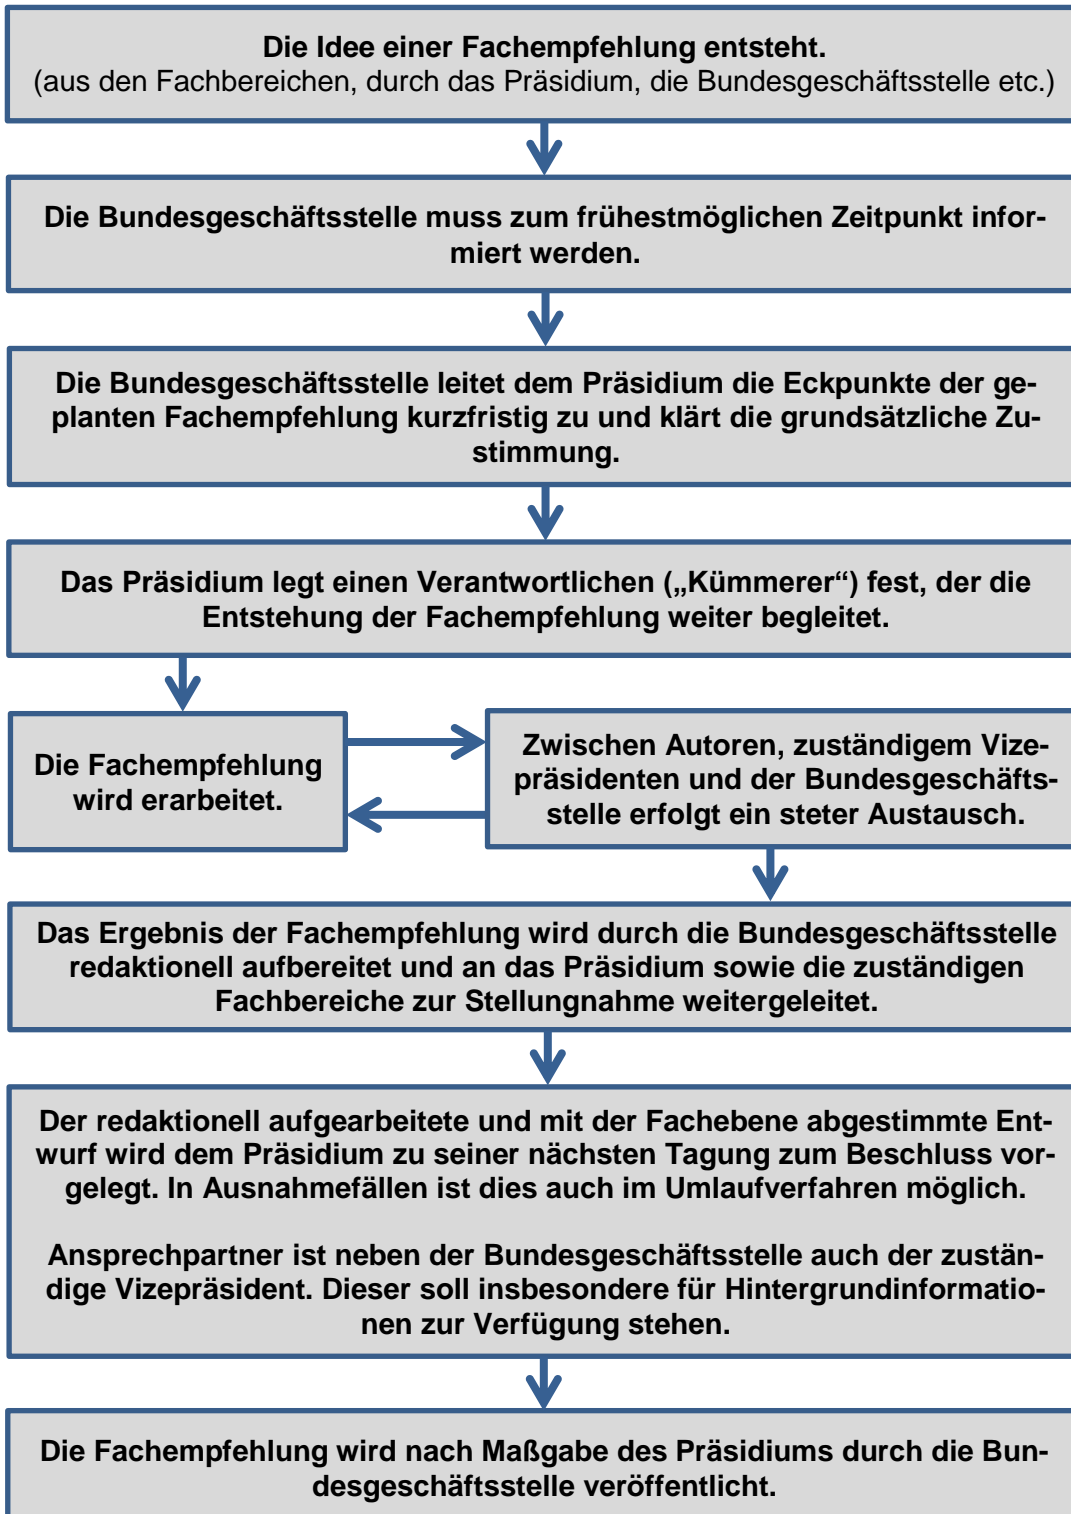 Die Idee einer Fachempfehlung entsteht.
(aus den Fachbereichen, durch das Präsidium, die Bundesgeschäftsstelle etc.)
Die Bundesgeschäftsstelle muss zum frühestmöglichen Zeitpunkt infor-
miert werden.
Die Bundesgeschäftsstelle leitet dem Präsidium die Eckpunkte der ge-
planten Fachempfehlung kurzfristig zu und klärt die grundsätzliche Zu-
stimmung.
Das Präsidium legt einen Verantwortlichen („Kümmerer“) fest, der die
Entstehung der Fachempfehlung weiter begleitet.
Die Fachempfehlung
wird erarbeitet.
Zwischen Autoren, zuständigem Vize-
präsidenten und der Bundesgeschäfts-
stelle erfolgt ein steter Austausch.
Das Ergebnis der Fachempfehlung wird durch die Bundesgeschäftsstelle
redaktionell aufbereitet und an das Präsidium sowie die zuständigen
Fachbereiche zur Stellungnahme weitergeleitet.
Der redaktionell aufgearbeitete und mit der Fachebene abgestimmte Ent-
wurf wird dem Präsidium zu seiner nächsten Tagung zum Beschluss vor-
gelegt. In Ausnahmefällen ist dies auch im Umlaufverfahren möglich.
Ansprechpartner ist neben der Bundesgeschäftsstelle auch der zustän-
dige Vizepräsident. Dieser soll insbesondere für Hintergrundinformatio-
nen zur Verfügung stehen.
Die Fachempfehlung wird nach Maßgabe des Präsidiums durch die Bun-
desgeschäftsstelle veröffentlicht.